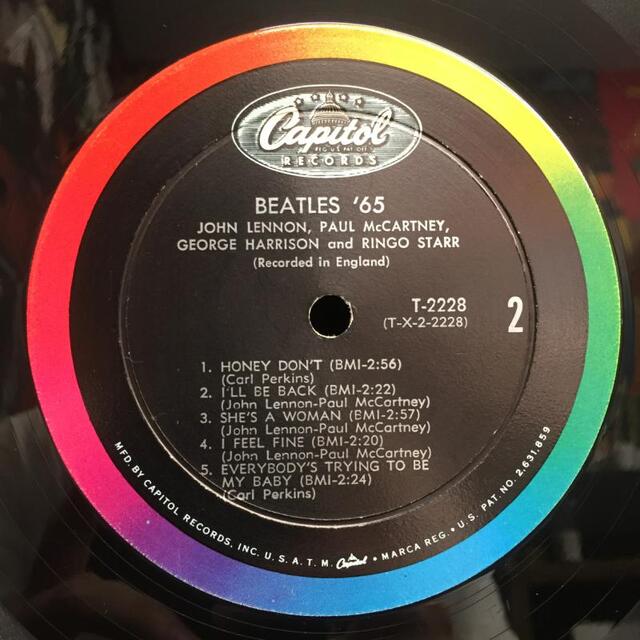 Capitol
REG. U.S. PAT. OFF.
RECORDS
BEATLES '65
JOHN LENNON, PAUL McCARTNEY,
GEORGE HARRISON and RINGO STARR
(Recorded in England)
T-2228
(T-X-2-2228)
2
1. HONEY DON'T (BMI-2:56)
(Carl Perkins)
2. I'LL BE BACK (BMI-2:22)
(John Lennon-Paul McCartney)
3. SHE'S A WOMAN (BMI-2:57)
(John Lennon-Paul McCartney)
4. I FEEL FINE (BMI-2:20)
(John Lennon-Paul McCartney)
5. EVERYBODY'S TRYING TO BE
MY BABY (BMI-2:24)
(Carl Perkins)
MFD. BY CAPITOL RECORDS, INC. U.S.A. T.M. Capitol • MARCA REG. • U.S. PAT. NO. 2,631,859